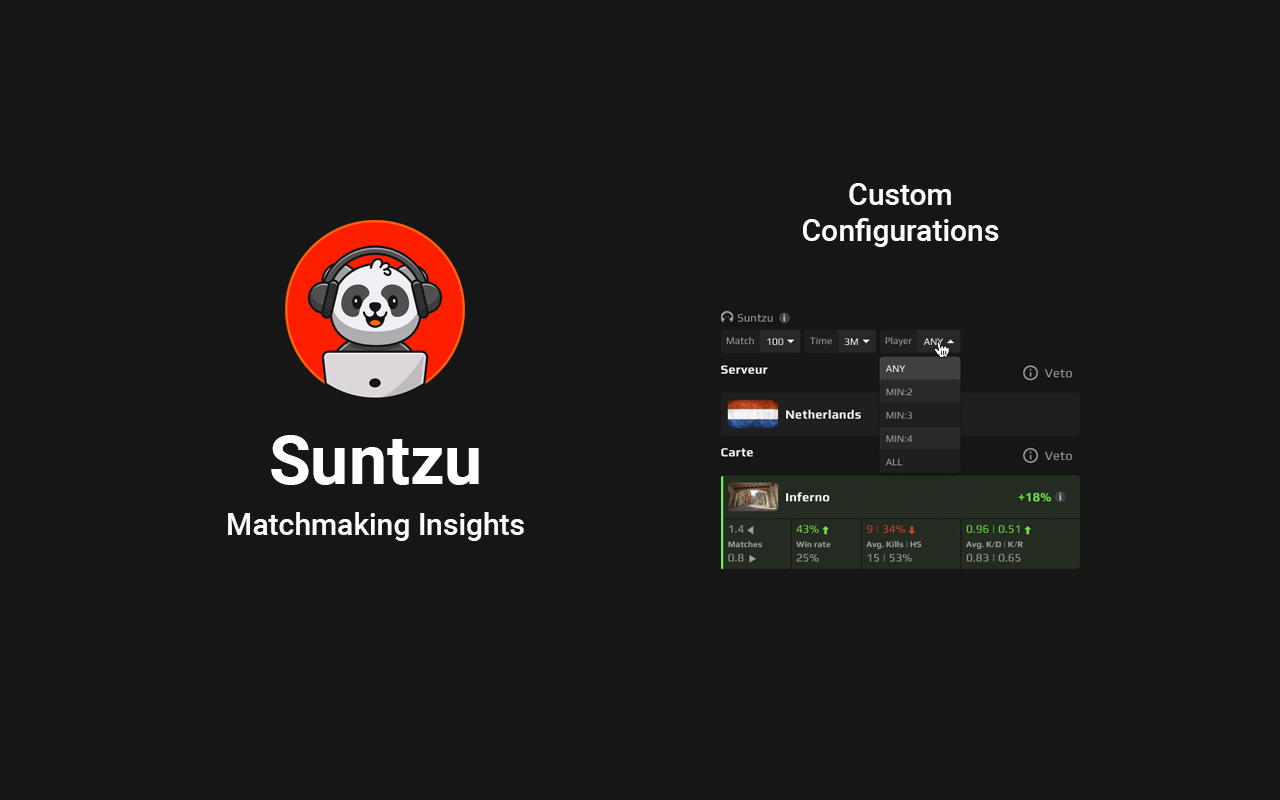 Suntzu
Matchmaking Insights
Custom
Configurations
Suntzu
Match 100 Time 3M Player ANY
ANY
MIN:2
MIN:3
MIN:4
ALL
Serveur Veto
Netherlands
Carte Veto
Inferno +18%
1.4 43% 9 | 34% 0.96 | 0.51
Matches Win rate Avg. Kills | HS Avg. K/D | K/R
0.8 25% 15 | 53% 0.83 | 0.65